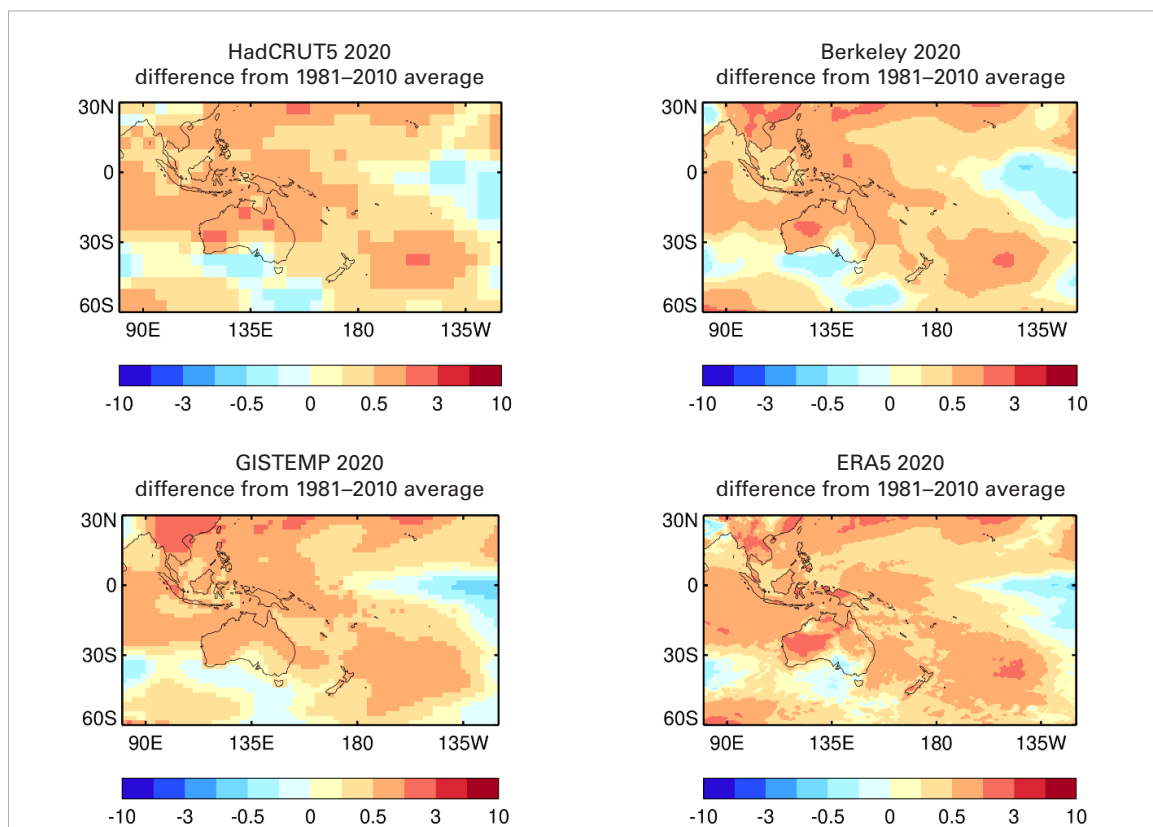 HadCRUT5 2020
difference from 1981–2010 average
30N
0
30S
60S
90E 135E 180 135W
-10 -3 -0.5 0 0.5 3 10
Berkeley 2020
difference from 1981–2010 average
30N
0
30S
60S
90E 135E 180 135W
-10 -3 -0.5 0 0.5 3 10
GISTEMP 2020
difference from 1981–2010 average
30N
0
30S
60S
90E 135E 180 135W
-10 -3 -0.5 0 0.5 3 10
ERA5 2020
difference from 1981–2010 average
30N
0
30S
60S
90E 135E 180 135W
-10 -3 -0.5 0 0.5 3 10